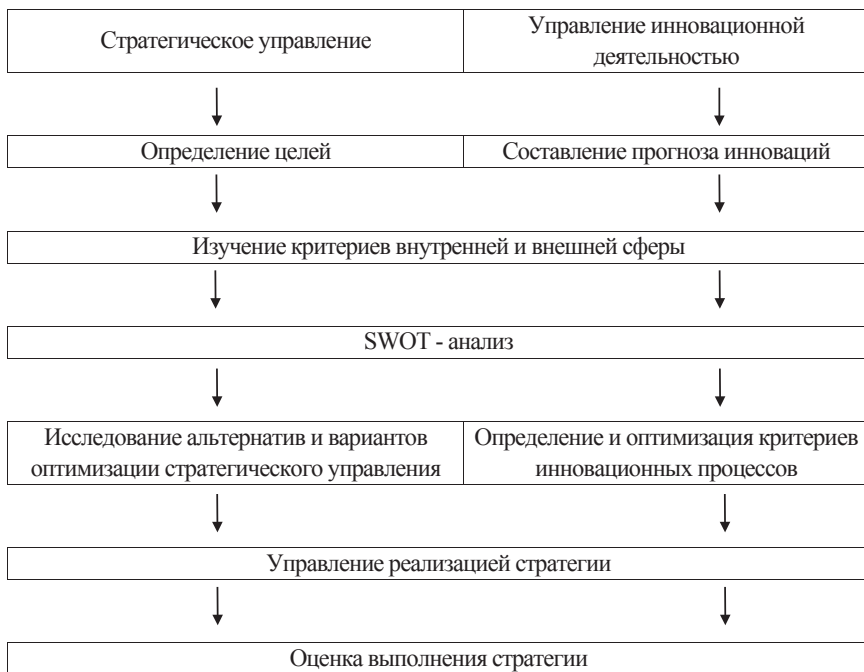 Стратегическое управление
Управление инновационной
деятельностью
Определение целей
Составление прогноза инноваций
Изучение критериев внутренней и внешней сферы
SWOT - анализ
Исследование альтернатив и вариантов
оптимизации стратегического управления
Определение и оптимизация критериев
инновационных процессов
Управление реализацией стратегии
Оценка выполнения стратегии